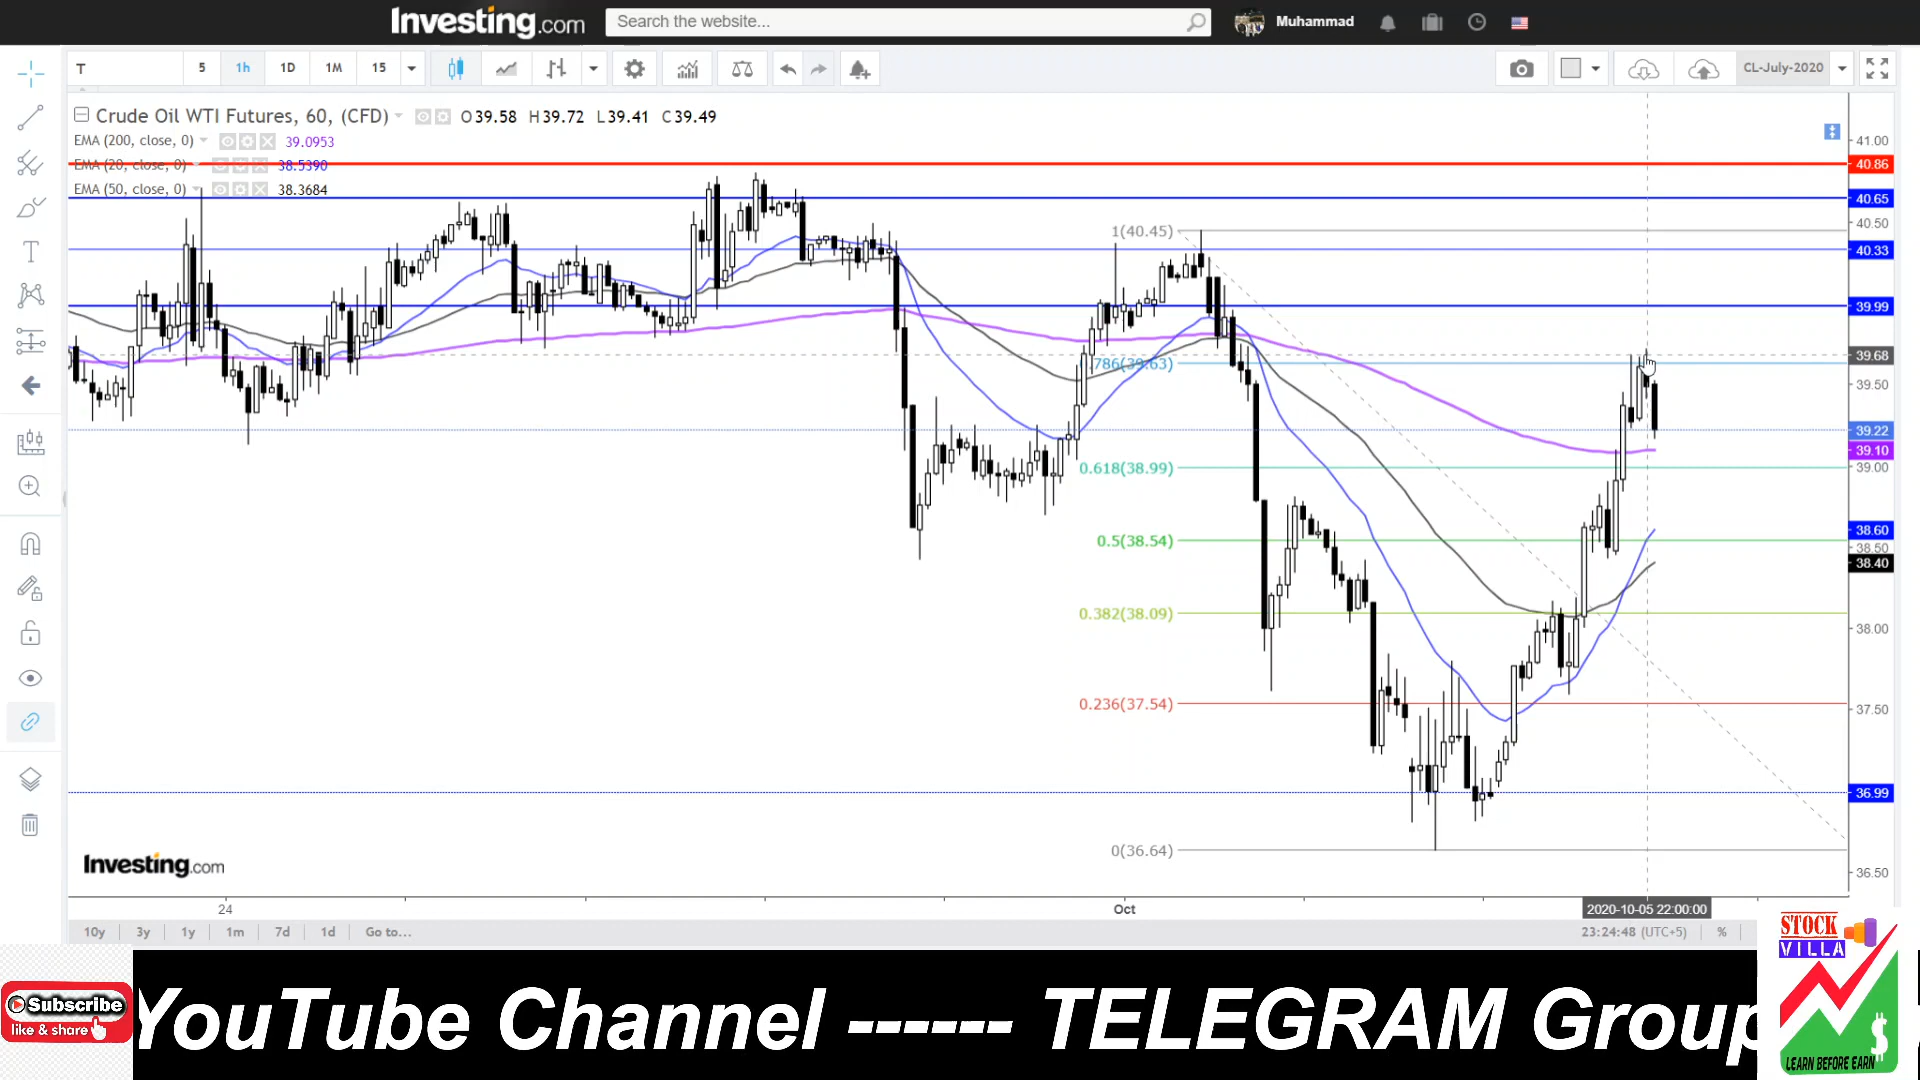 Investing.com
Search the website...
Muhammad
T 5 1h 1D 1M 15
CL-July-2020
Crude Oil WTI Futures, 60, (CFD) O39.58 H39.72 L39.41 C39.49
EMA (200, close, 0) 39.0953
EMA (20, close, 0) 38.5390
EMA (50, close, 0) 38.3684
41.00
40.86
40.65
40.50
40.33
39.99
39.68
39.50
39.22
39.10
39.00
38.60
38.50
38.40
38.00
37.50
36.99
36.50
1(40.45)
.786(39.63)
0.618(38.99)
0.5(38.54)
0.382(38.09)
0.236(37.54)
0(36.64)
Investing.com
24 Oct 2020-10-05 22:00:00
10y 3y 1y 1m 7d 1d Go to... 23:24:48 (UTC+5) %
STOCK
VILLA
LEARN BEFORE EARN
Subscribe
like & share
YouTube Channel ------ TELEGRAM Group